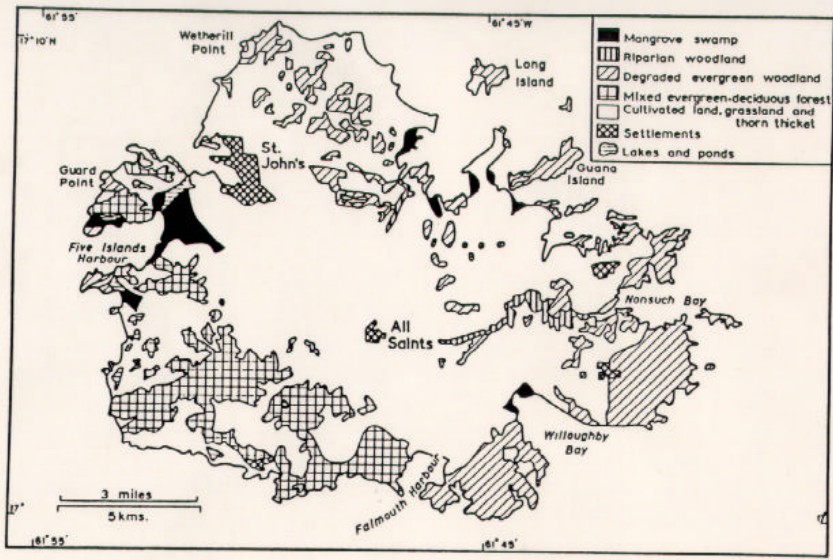 61°55'
61°45'W
17°10'N
Wetherill
Point
Long
Island
Mangrove swamp
Riparian woodland
Degraded evergreen woodland
Mixed evergreen-deciduous forest
Cultivated land, grassland and
thorn thicket
Settlements
Lakes and ponds
St.
John's
Guard
Point
Guana
Island
Five Islands
Harbour
Nonsuch Bay
All
Saints
Willoughby
Bay
Falmouth Harbour
3 miles
5kms.
17°
61°55'
61°45'